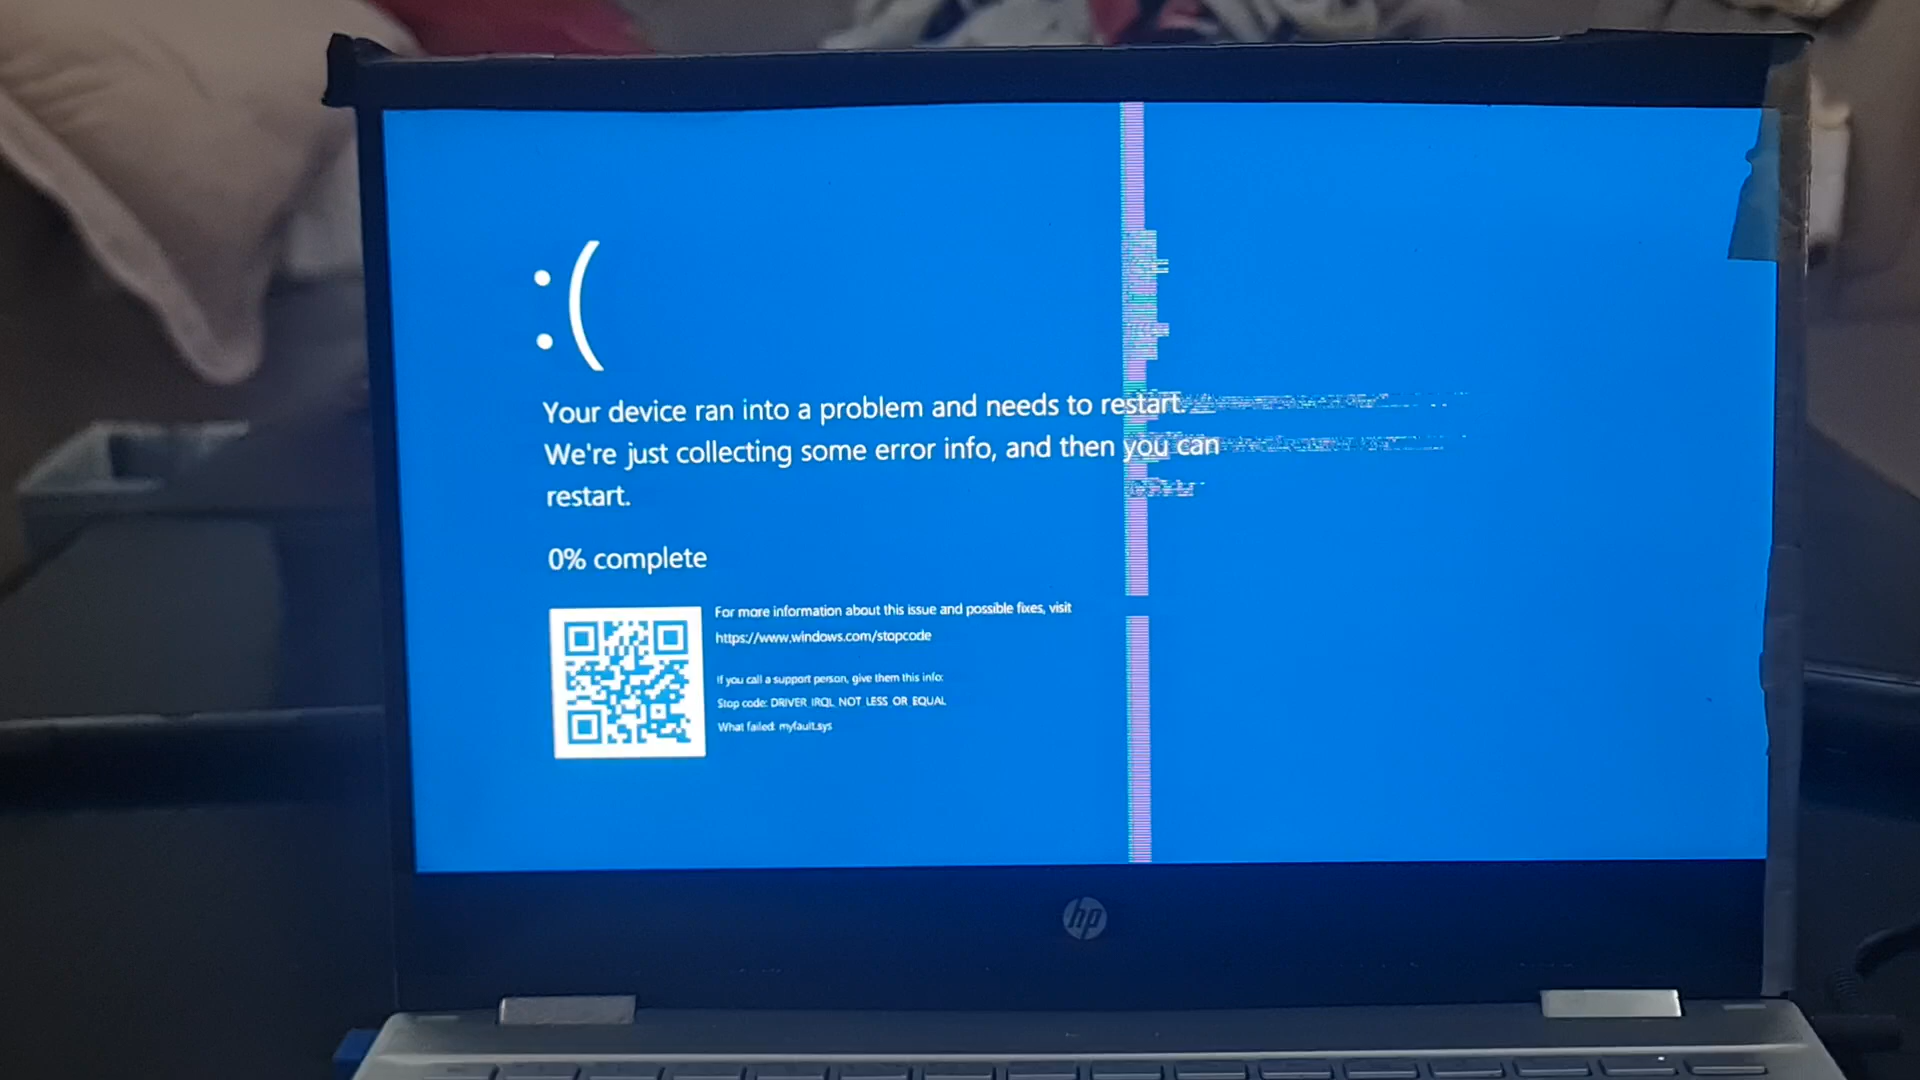 :(
Your device ran into a problem and needs to restart.
We're just collecting some error info, and then you can
restart.
0% complete
For more information about this issue and possible fixes, visit
https://www.windows.com/stopcode
If you call a support person, give them this info:
Stop code: DRIVER IRQL NOT LESS OR EQUAL
What failed: myfault.sys
hp